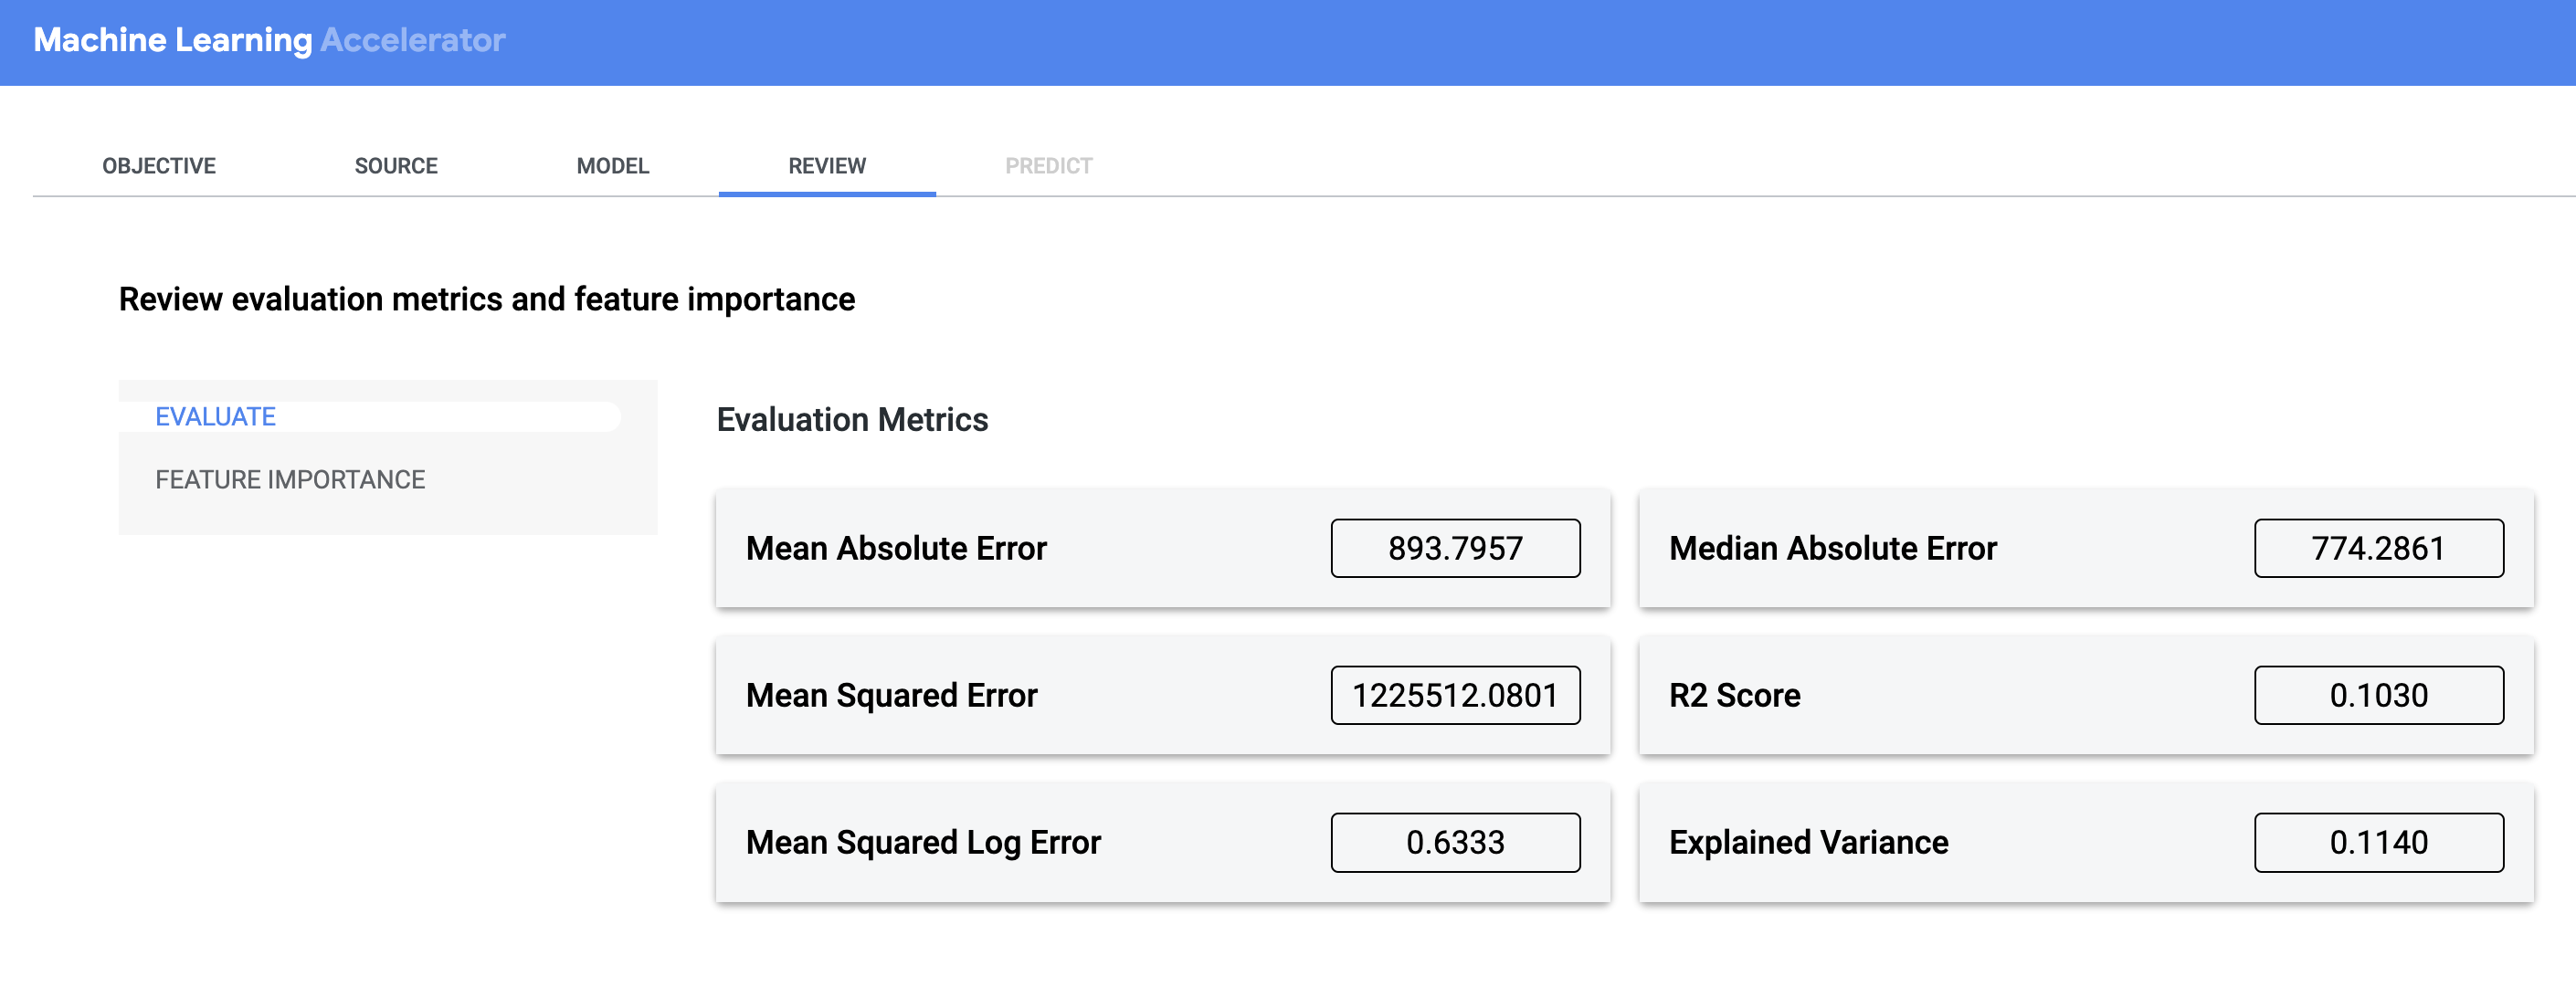 Machine Learning Accelerator
OBJECTIVE SOURCE MODEL REVIEW PREDICT
Review evaluation metrics and feature importance
EVALUATE
FEATURE IMPORTANCE
Evaluation Metrics
Mean Absolute Error 893.7957
Median Absolute Error 774.2861
Mean Squared Error 1225512.0801
R2 Score 0.1030
Mean Squared Log Error 0.6333
Explained Variance 0.1140